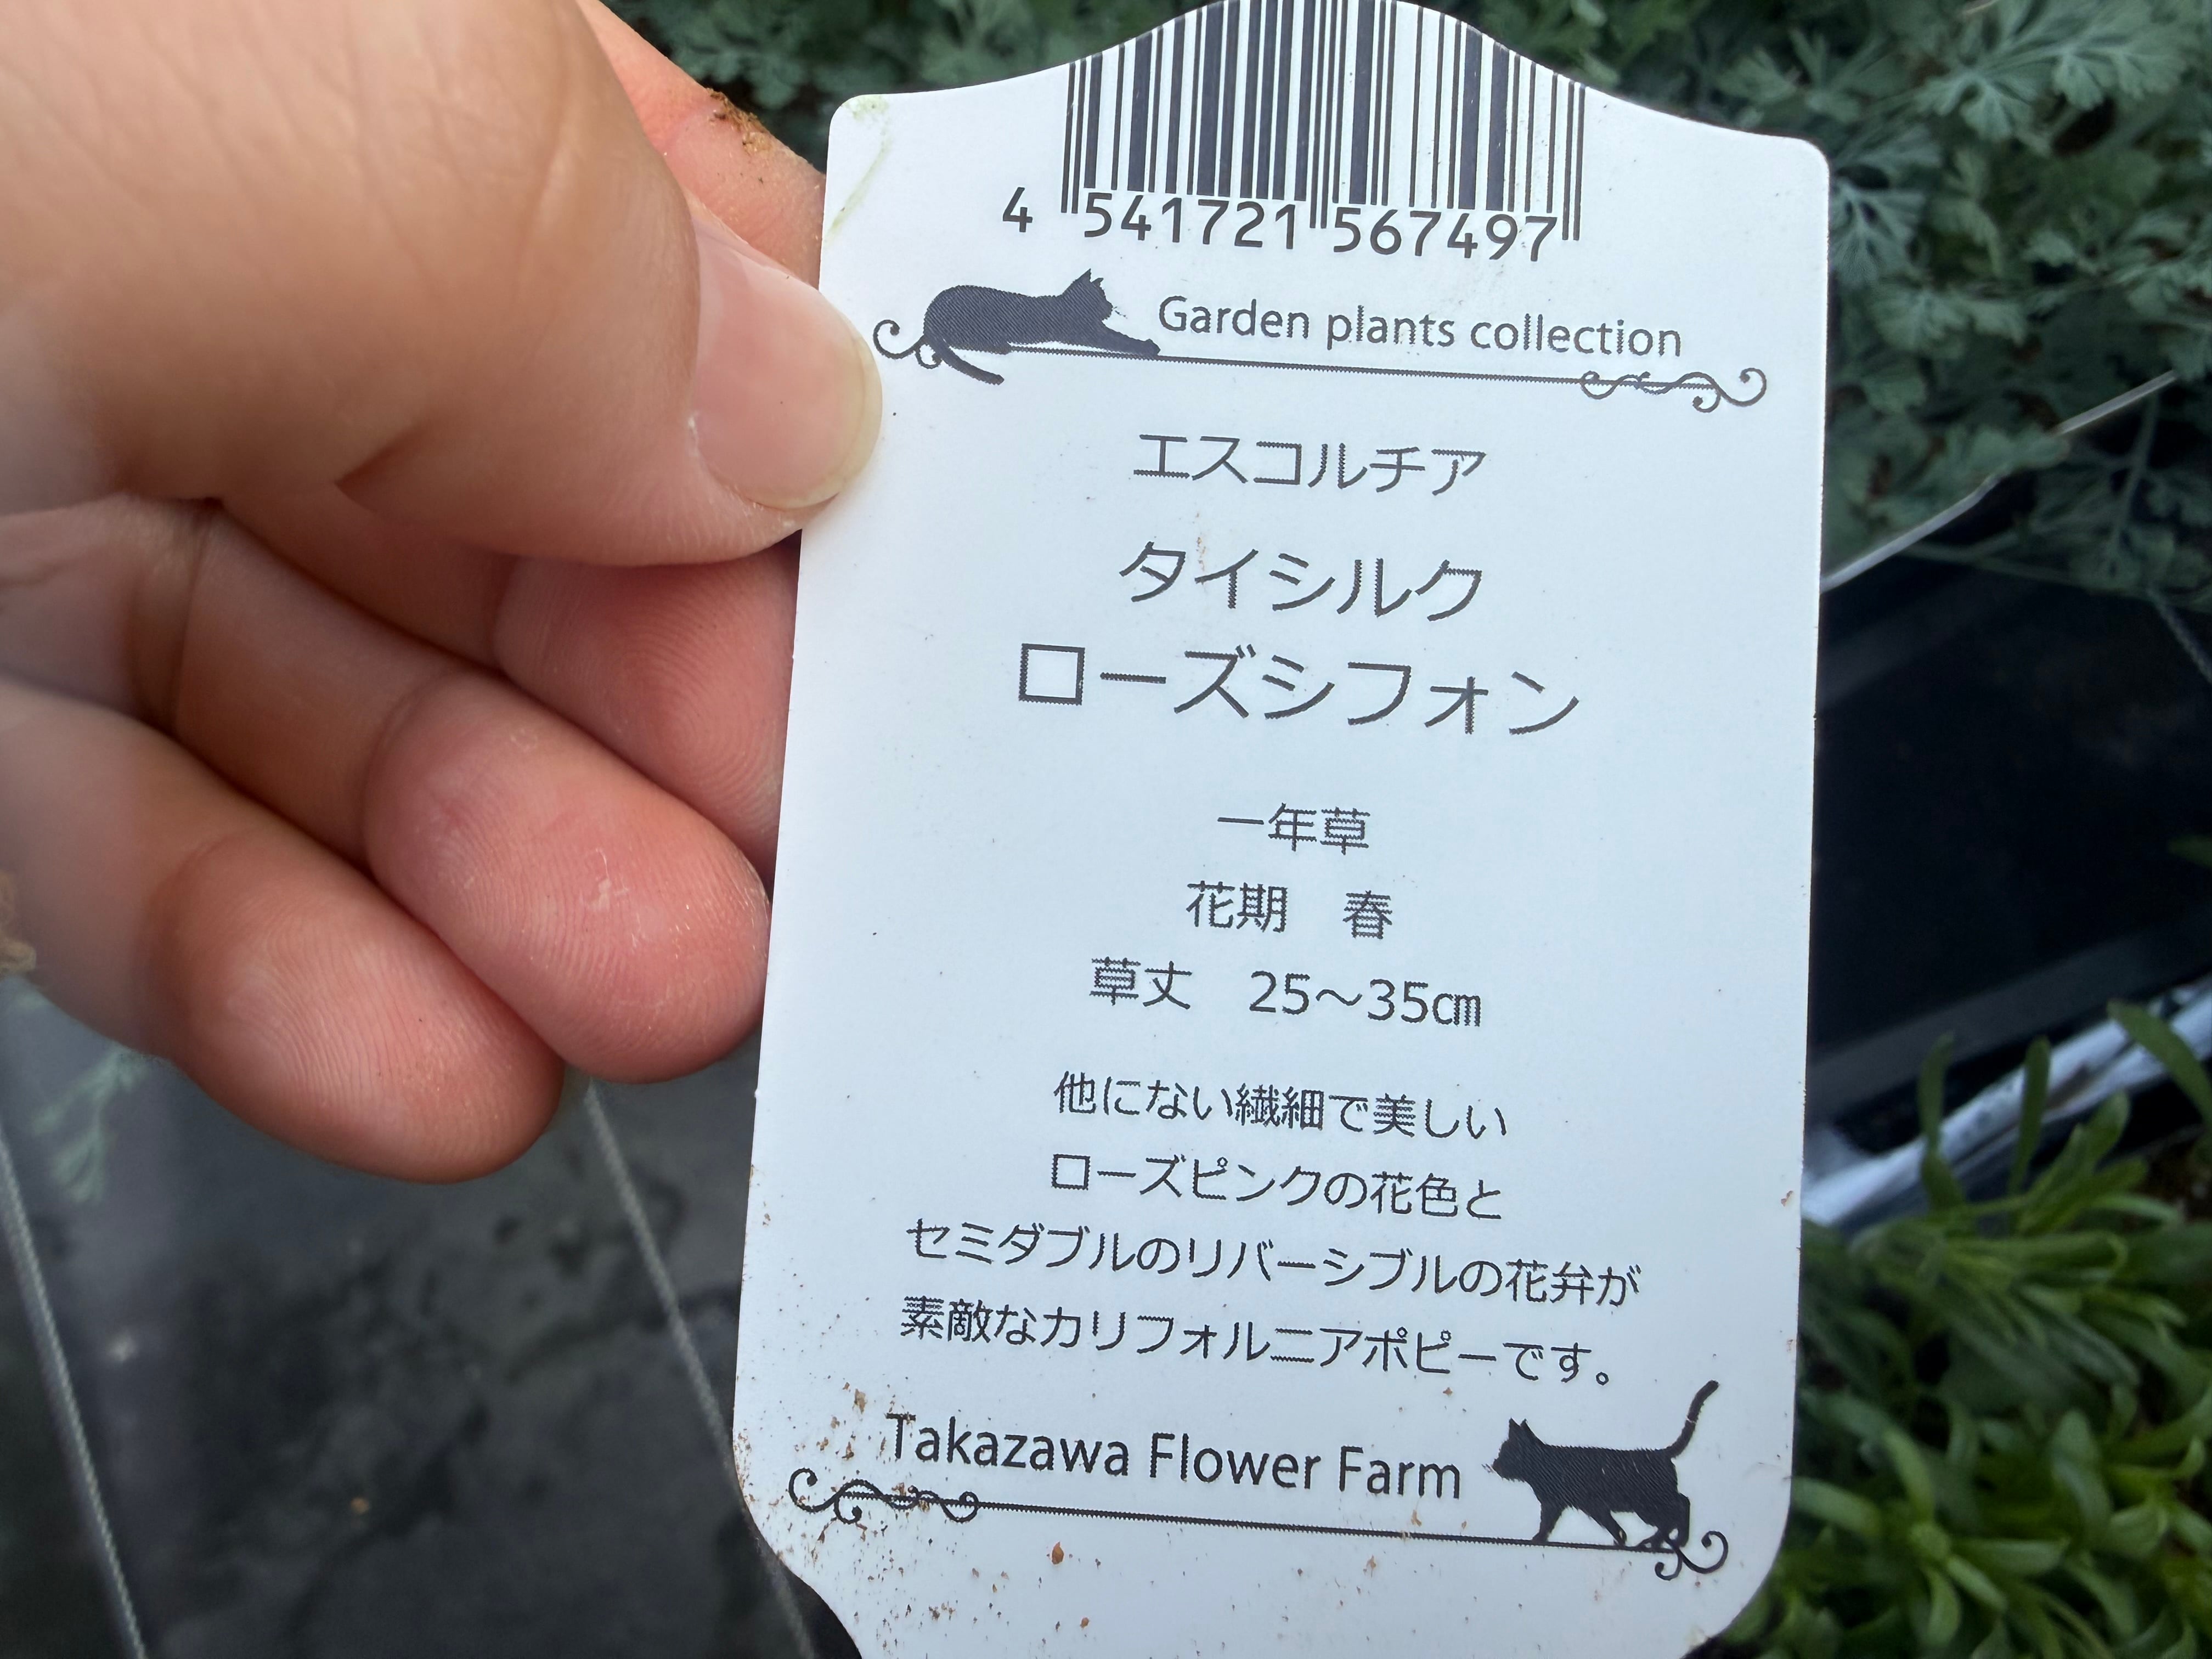 4 541721 567497
Garden plants collection
エスコルチア
タイシルク
ローズシフォン
一年草
花期　春
草丈　25～35㎝
他にない繊細で美しい
ローズピンクの花色と
セミダブルのリバーシブルの花弁が
素敵なカリフォルニアポピーです。
Takazawa Flower Farm